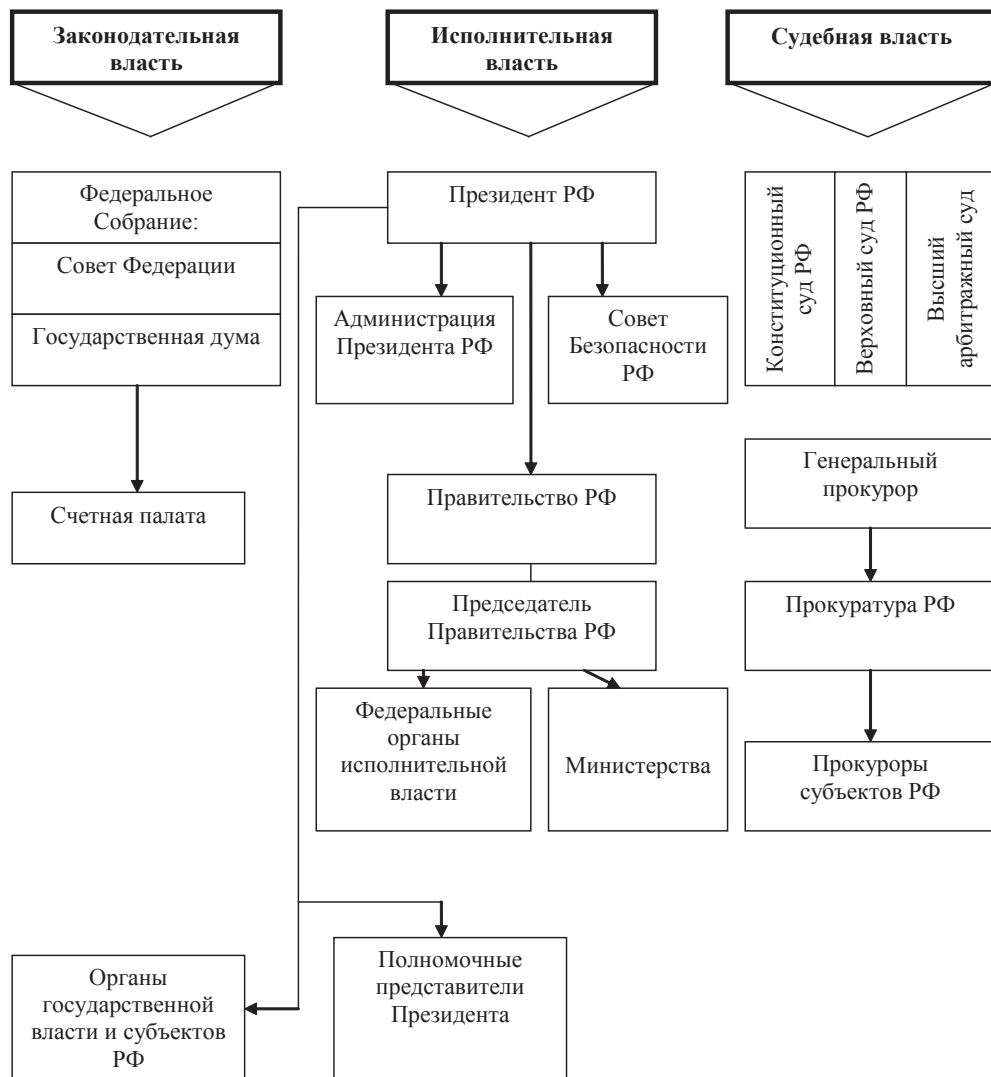 Законодательная
власть
Исполнительная
власть
Судебная власть
Федеральное
Собрание:
Совет Федерации
Государственная дума
Счетная палата
Президент РФ
Администрация
Президента РФ
Совет
Безопасности
РФ
Правительство РФ
Председатель
Правительства РФ
Федеральные
органы
исполнительной
власти
Министерства
Конституционный
суд РФ
Верховный суд РФ
Высший
арбитражный суд
Генеральный
прокурор
Прокуратура РФ
Прокуроры
субъектов РФ
Органы
государственной
власти и субъектов
РФ
Полномочные
представители
Президента